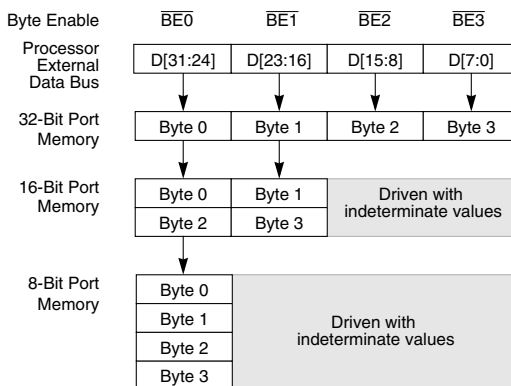 Byte Enable BE0 BE1 BE2 BE3
Processor
External
Data Bus
D[31:24] D[23:16] D[15:8] D[7:0]
32-Bit Port
Memory
Byte 0 Byte 1 Byte 2 Byte 3
16-Bit Port
Memory
Byte 0 Byte 1
Byte 2 Byte 3
Driven with
indeterminate values
8-Bit Port
Memory
Byte 0
Byte 1
Byte 2
Byte 3
Driven with
indeterminate values